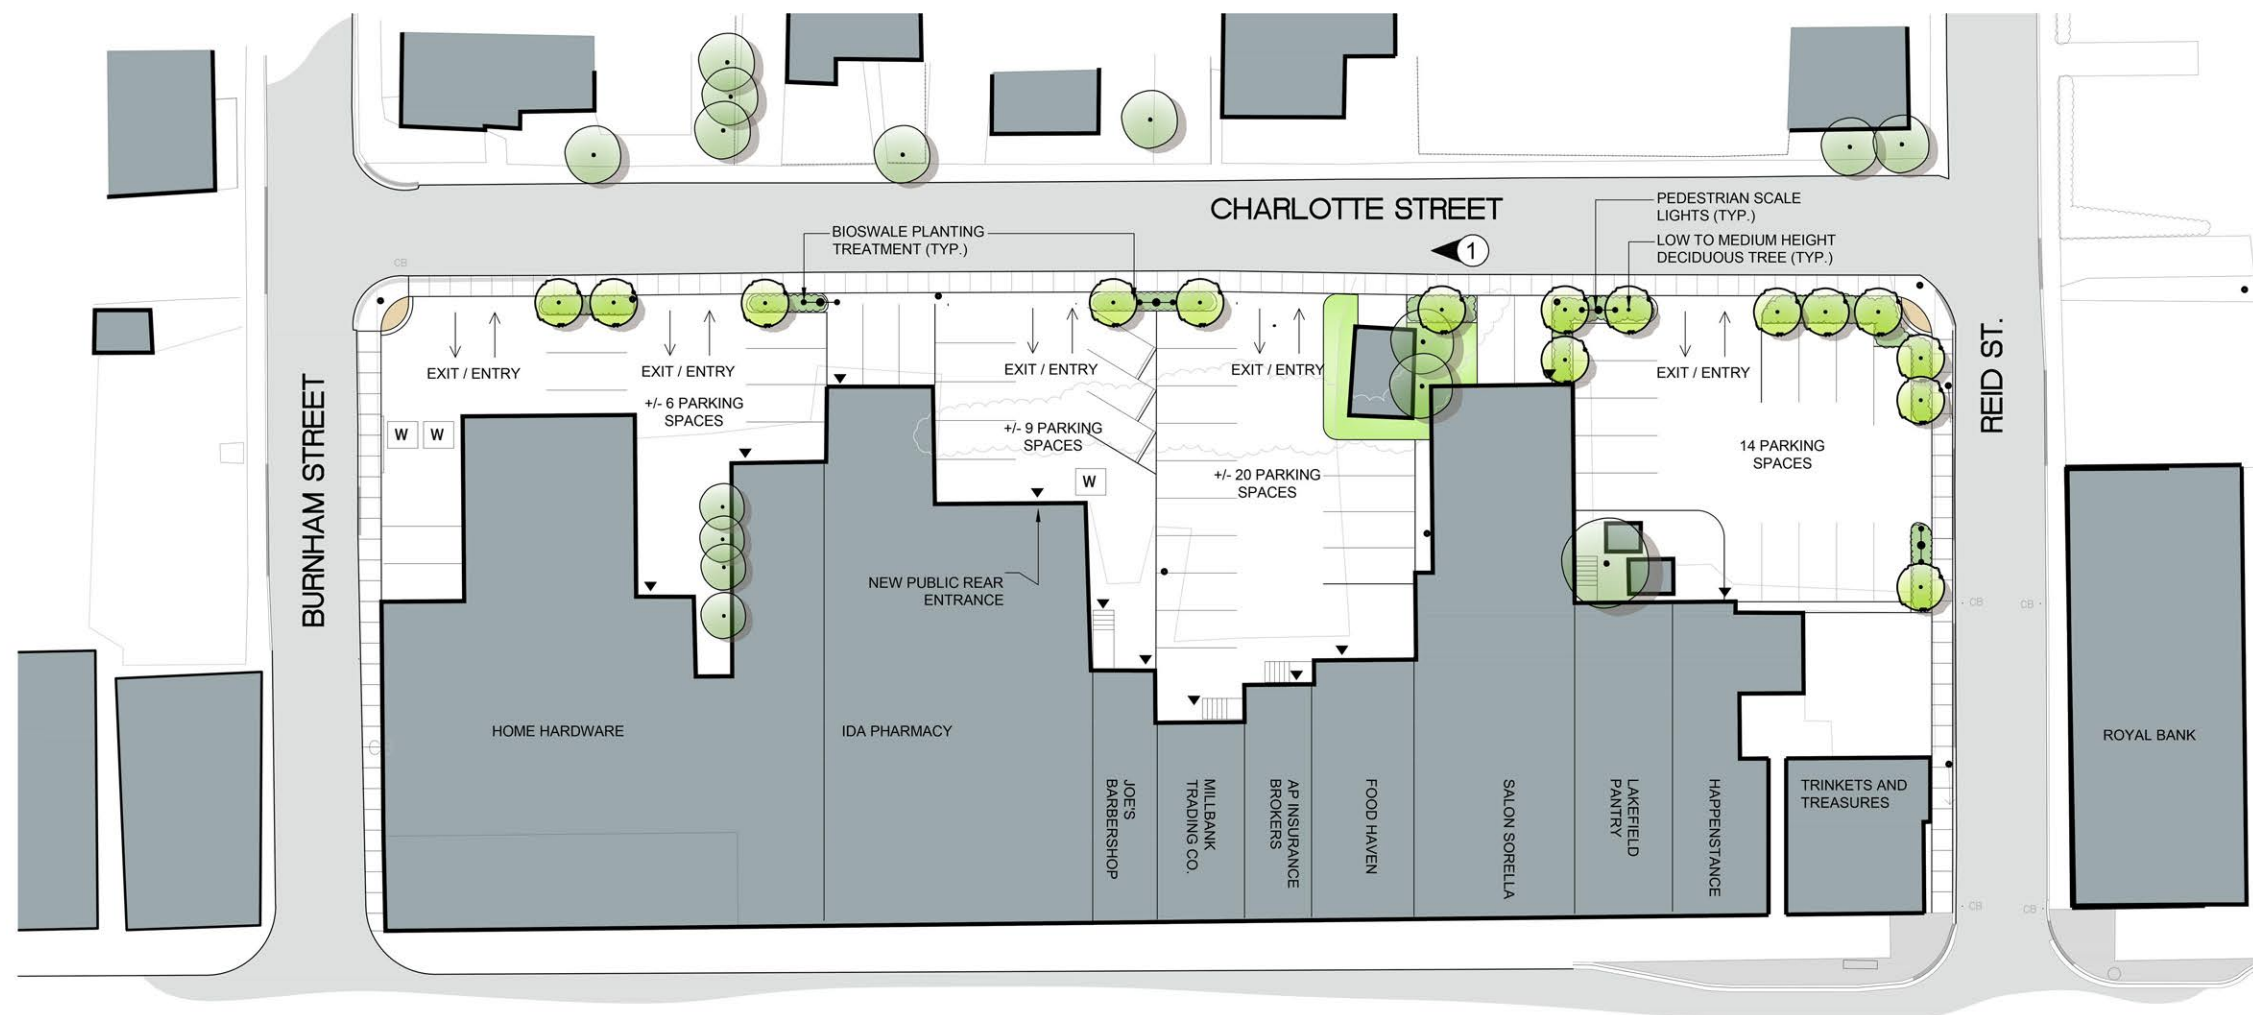 CHARLOTTE STREET
1
PEDESTRIAN SCALE
LIGHTS (TYP.)
LOW TO MEDIUM HEIGHT
DECIDUOUS TREE (TYP.)
BIOSWALE PLANTING
TREATMENT (TYP.)
CB
EXIT / ENTRY
EXIT / ENTRY
EXIT / ENTRY
EXIT / ENTRY
EXIT / ENTRY
+/- 6 PARKING
SPACES
+/- 9 PARKING
SPACES
+/- 20 PARKING
SPACES
14 PARKING
SPACES
W
W
W
BURNHAM STREET
REID ST.
NEW PUBLIC REAR
ENTRANCE
CB
CB
HOME HARDWARE
IDA PHARMACY
JOE'S
BARBERSHOP
MILLBANK
TRADING CO.
AP INSURANCE
BROKERS
FOOD HAVEN
SALON SORELLA
LAKEFIELD
PANTRY
HAPPENSTANCE
TRINKETS AND
TREASURES
ROYAL BANK
CB
CB